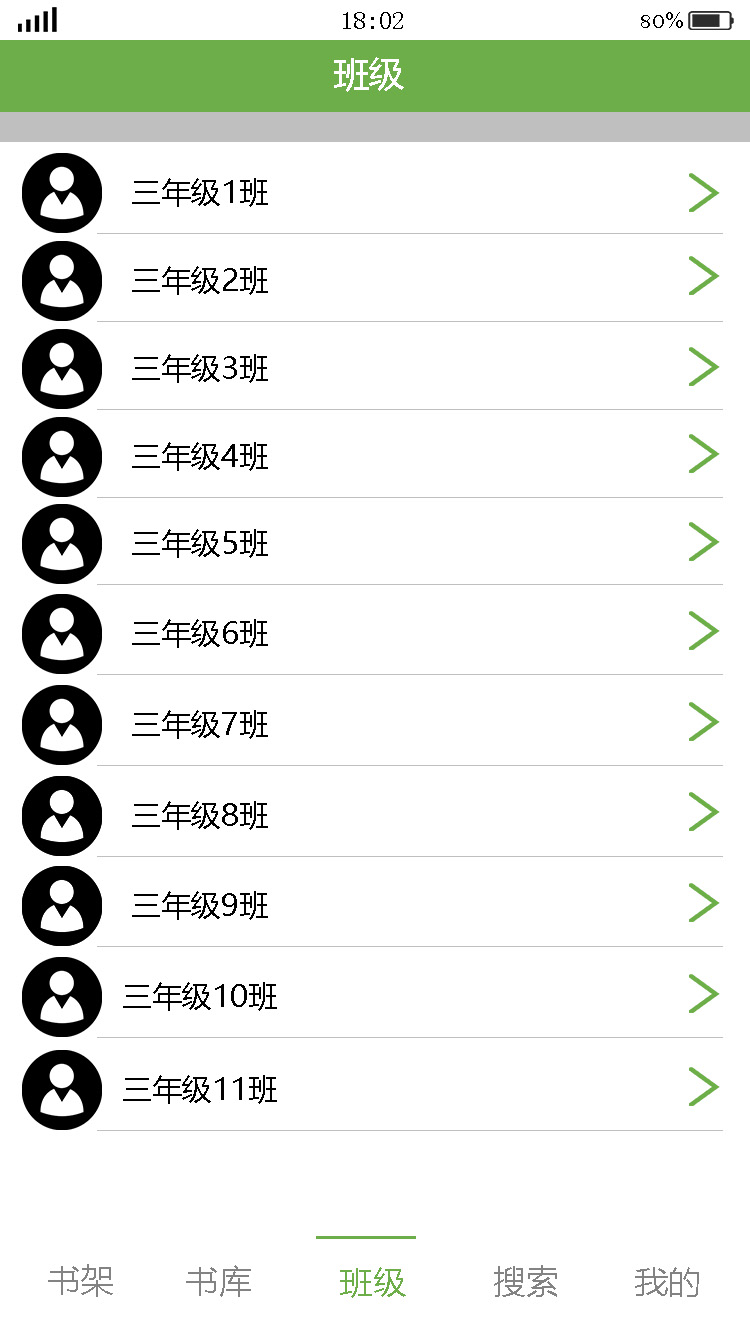 18:02 80%
班级
三年级1班
三年级2班
三年级3班
三年级4班
三年级5班
三年级6班
三年级7班
三年级8班
三年级9班
三年级10班
三年级11班
书架 书库 班级 搜索 我的